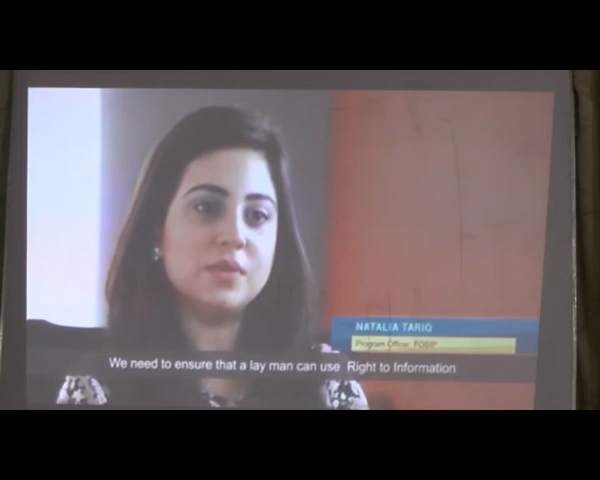 NATALIA TARIQ
Program Officer, FOSIP
We need to ensure that a lay man can use Right to Information